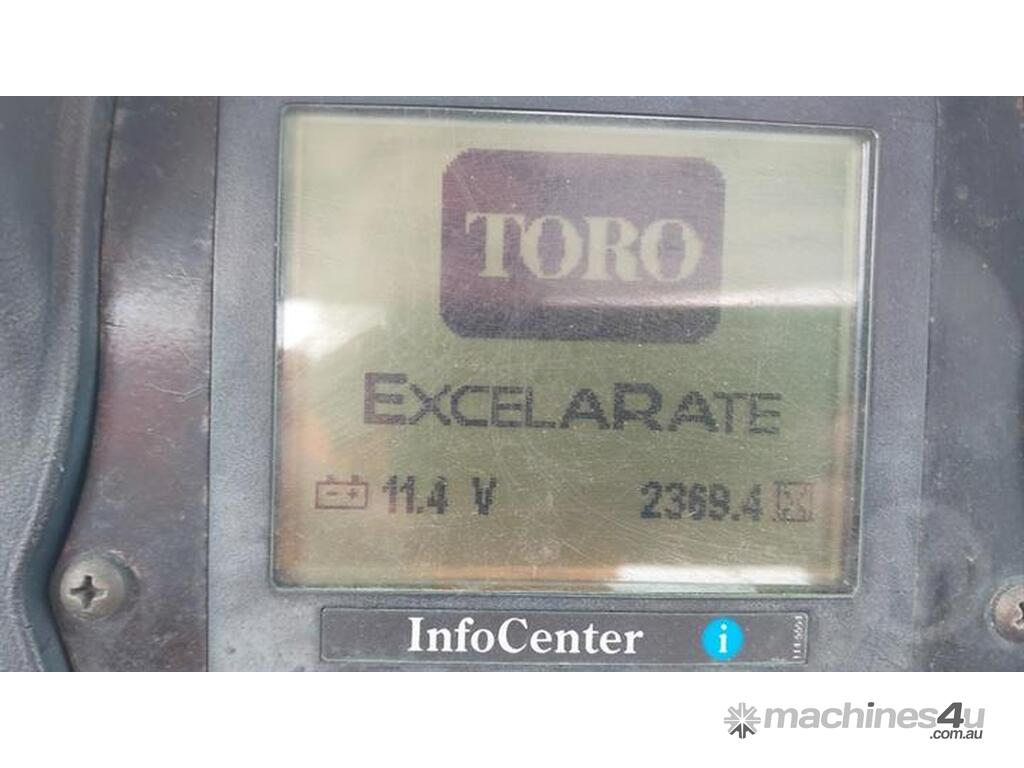 TORO
EXCELARATE
11.4 V 2369.4
InfoCenter i
machines4u
.com.au